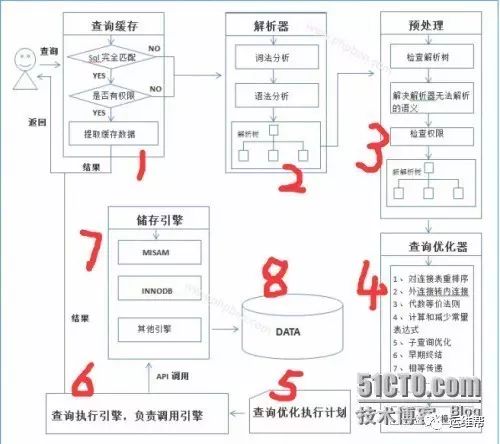 查询缓存
查询
Sql完全匹配
NO
YES
是否有权限
NO
YES
提取缓存数据
返回
结果
1
解析器
www.phpbm.com
词法分析
语法分析
解析树
2
预处理
检查解析树
解决解析器无法解析
的语义
检查权限
新解析树
3
查询优化器
1、对连接表重排序
2、外连接转内连接
3、代数等价法则
4、计算和减少常量
表达式
5、子查询优化
6、早期终结
7、相等传递
4
储存引擎
MISAM
INNODB
其他引擎
7
8
DATA
结果
API 调用
6
查询执行引擎，负责调用引擎
5
查询优化执行计划
51CTO.com
技术博客 Blog
运维帮